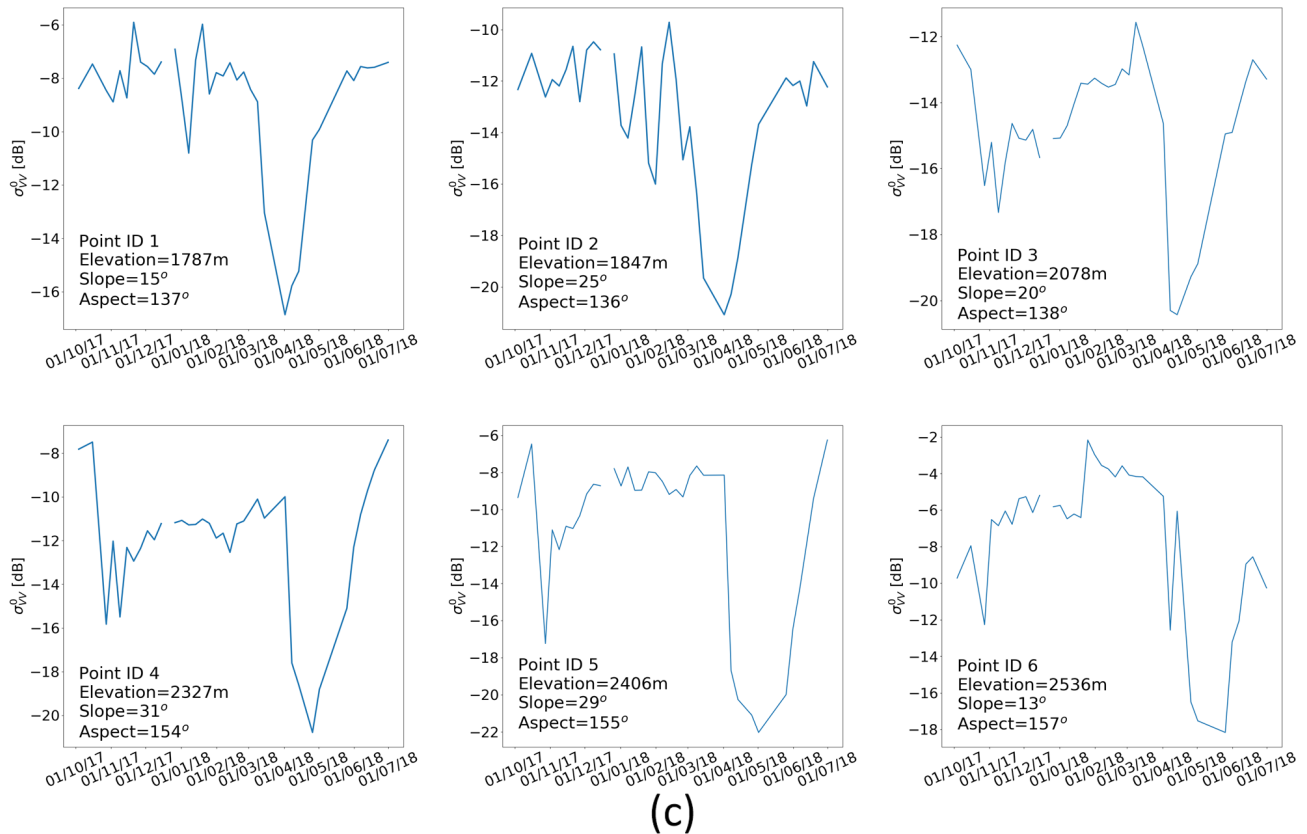 −6
−8
−10
−12
−14
−16
σ⁰VV [dB]
Point ID 1
Elevation=1787m
Slope=15°
Aspect=137°
01/10/17 01/11/17 01/12/17 01/01/18 01/02/18 01/03/18 01/04/18 01/05/18 01/06/18 01/07/18
−10
−12
−14
−16
−18
−20
σ⁰VV [dB]
Point ID 2
Elevation=1847m
Slope=25°
Aspect=136°
01/10/17 01/11/17 01/12/17 01/01/18 01/02/18 01/03/18 01/04/18 01/05/18 01/06/18 01/07/18
−12
−14
−16
−18
−20
σ⁰VV [dB]
Point ID 3
Elevation=2078m
Slope=20°
Aspect=138°
01/10/17 01/11/17 01/12/17 01/01/18 01/02/18 01/03/18 01/04/18 01/05/18 01/06/18 01/07/18
−8
−10
−12
−14
−16
−18
−20
σ⁰VV [dB]
Point ID 4
Elevation=2327m
Slope=31°
Aspect=154°
01/10/17 01/11/17 01/12/17 01/01/18 01/02/18 01/03/18 01/04/18 01/05/18 01/06/18 01/07/18
−6
−8
−10
−12
−14
−16
−18
−20
−22
σ⁰VV [dB]
Point ID 5
Elevation=2406m
Slope=29°
Aspect=155°
01/10/17 01/11/17 01/12/17 01/01/18 01/02/18 01/03/18 01/04/18 01/05/18 01/06/18 01/07/18
−2
−4
−6
−8
−10
−12
−14
−16
−18
σ⁰VV [dB]
Point ID 6
Elevation=2536m
Slope=13°
Aspect=157°
01/10/17 01/11/17 01/12/17 01/01/18 01/02/18 01/03/18 01/04/18 01/05/18 01/06/18 01/07/18
(c)